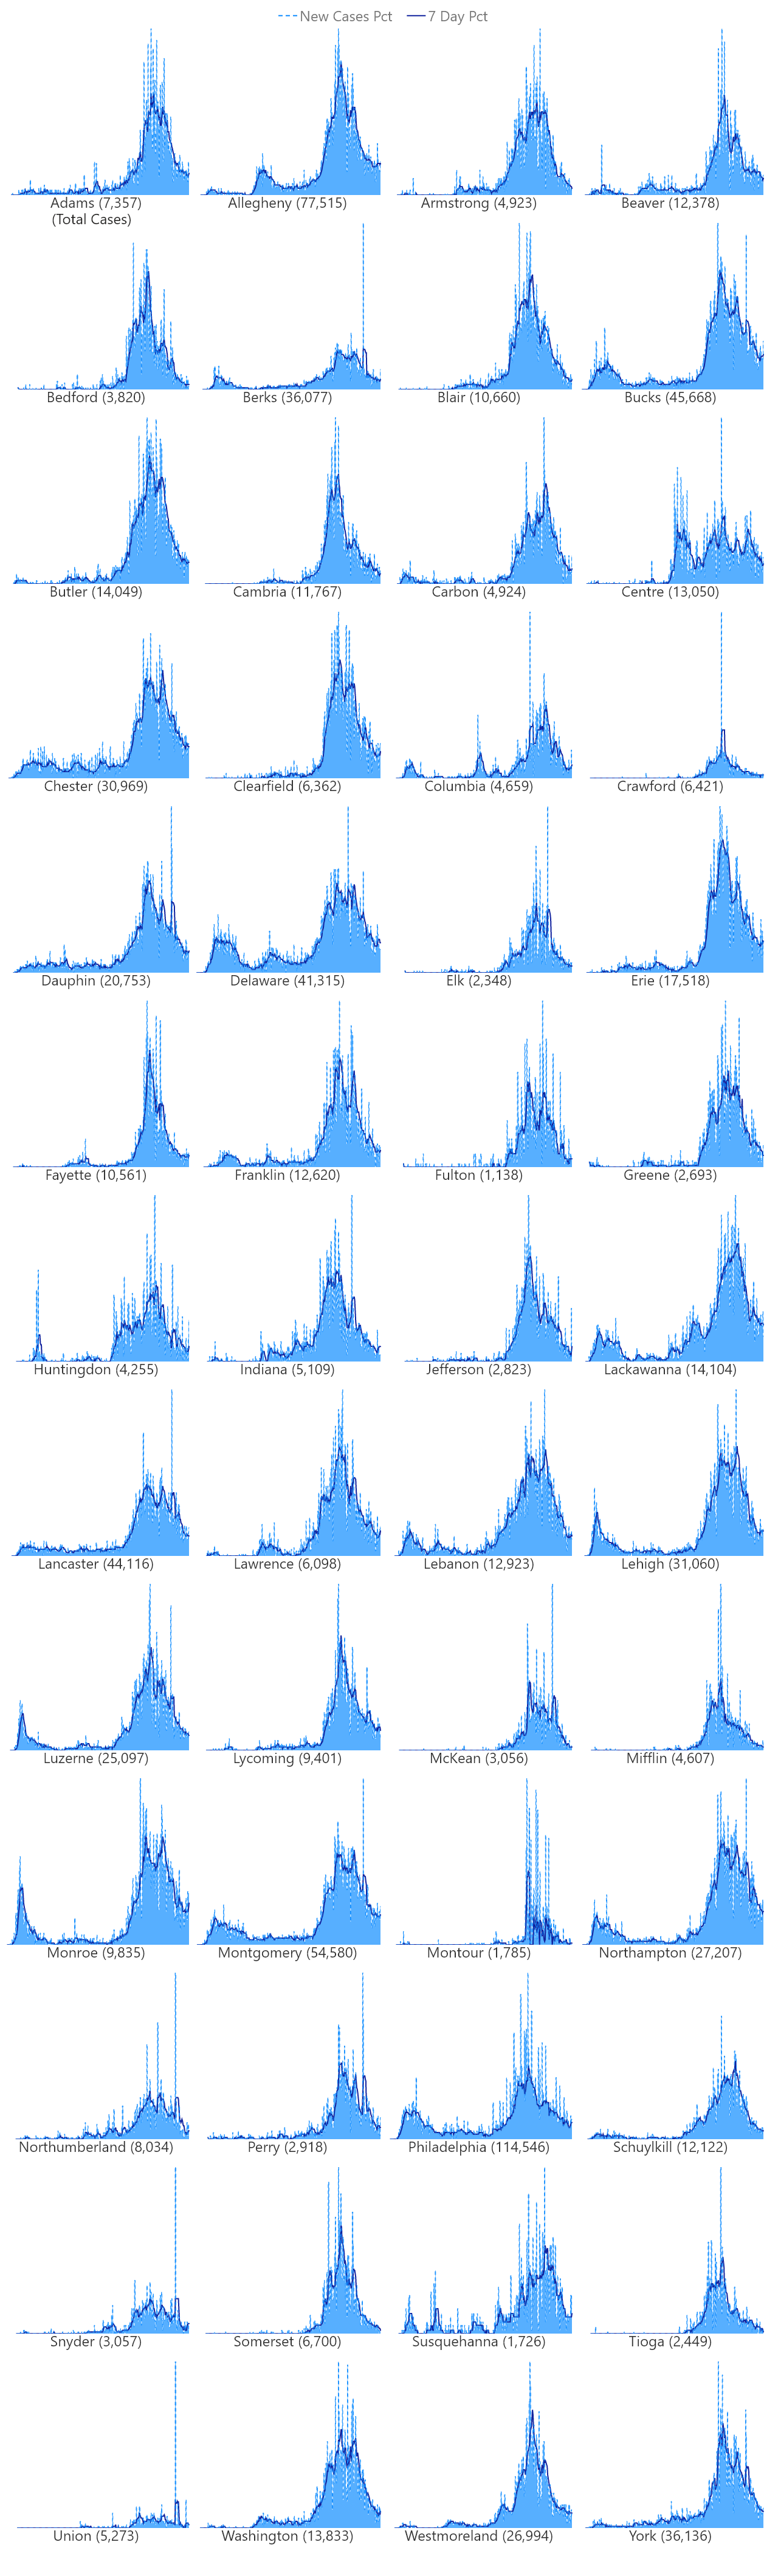 New Cases Pct 7 Day Pct
Adams (7,357) Allegheny (77,515) Armstrong (4,923) Beaver (12,378)
(Total Cases)
Bedford (3,820) Berks (36,077) Blair (10,660) Bucks (45,668)
Butler (14,049) Cambria (11,767) Carbon (4,924) Centre (13,050)
Chester (30,969) Clearfield (6,362) Columbia (4,659) Crawford (6,421)
Dauphin (20,753) Delaware (41,315) Elk (2,348) Erie (17,518)
Fayette (10,561) Franklin (12,620) Fulton (1,138) Greene (2,693)
Huntingdon (4,255) Indiana (5,109) Jefferson (2,823) Lackawanna (14,104)
Lancaster (44,116) Lawrence (6,098) Lebanon (12,923) Lehigh (31,060)
Luzerne (25,097) Lycoming (9,401) McKean (3,056) Mifflin (4,607)
Monroe (9,835) Montgomery (54,580) Montour (1,785) Northampton (27,207)
Northumberland (8,034) Perry (2,918) Philadelphia (114,546) Schuylkill (12,122)
Snyder (3,057) Somerset (6,700) Susquehanna (1,726) Tioga (2,449)
Union (5,273) Washington (13,833) Westmoreland (26,994) York (36,136)